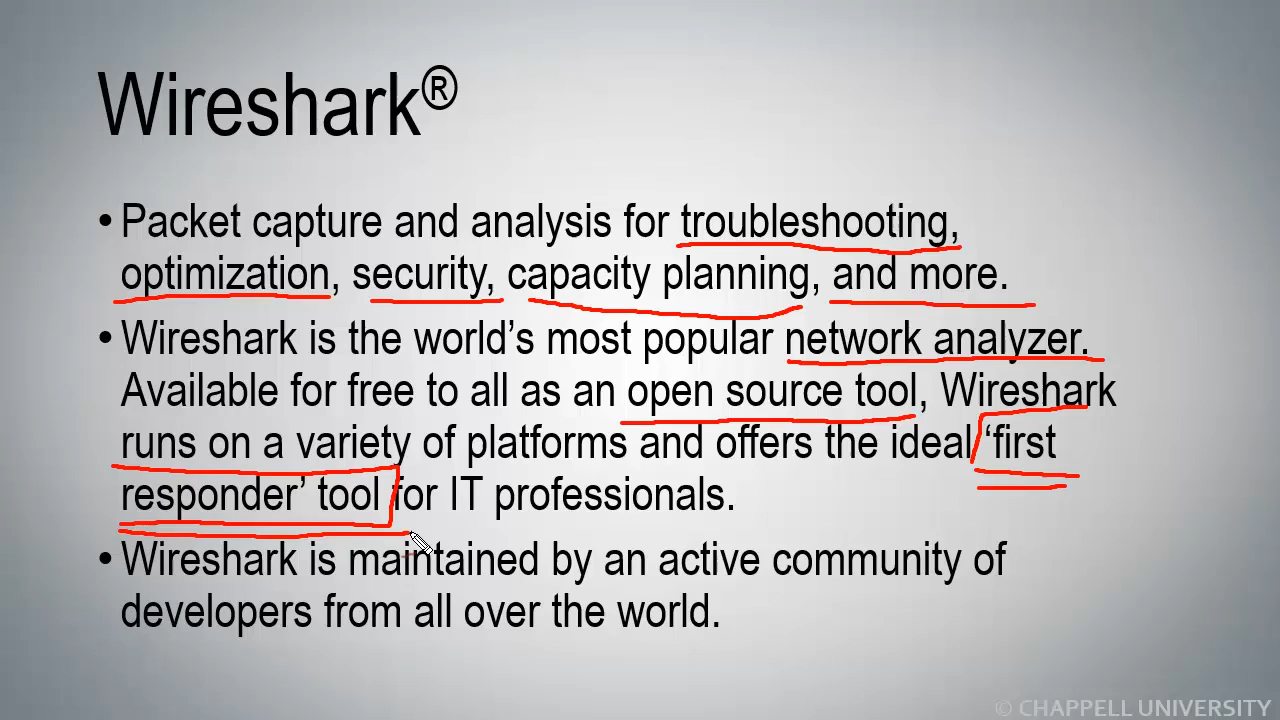 Wireshark®
• Packet capture and analysis for troubleshooting,
optimization, security, capacity planning, and more.
• Wireshark is the world’s most popular network analyzer.
Available for free to all as an open source tool, Wireshark
runs on a variety of platforms and offers the ideal ‘first
responder’ tool for IT professionals.
• Wireshark is maintained by an active community of
developers from all over the world.
© CHAPPELL UNIVERSITY